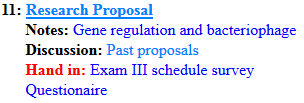 11: Research Proposal
Notes: Gene regulation and bacteriophage
Discussion: Past proposals
Hand in: Exam III schedule survey
Questionaire